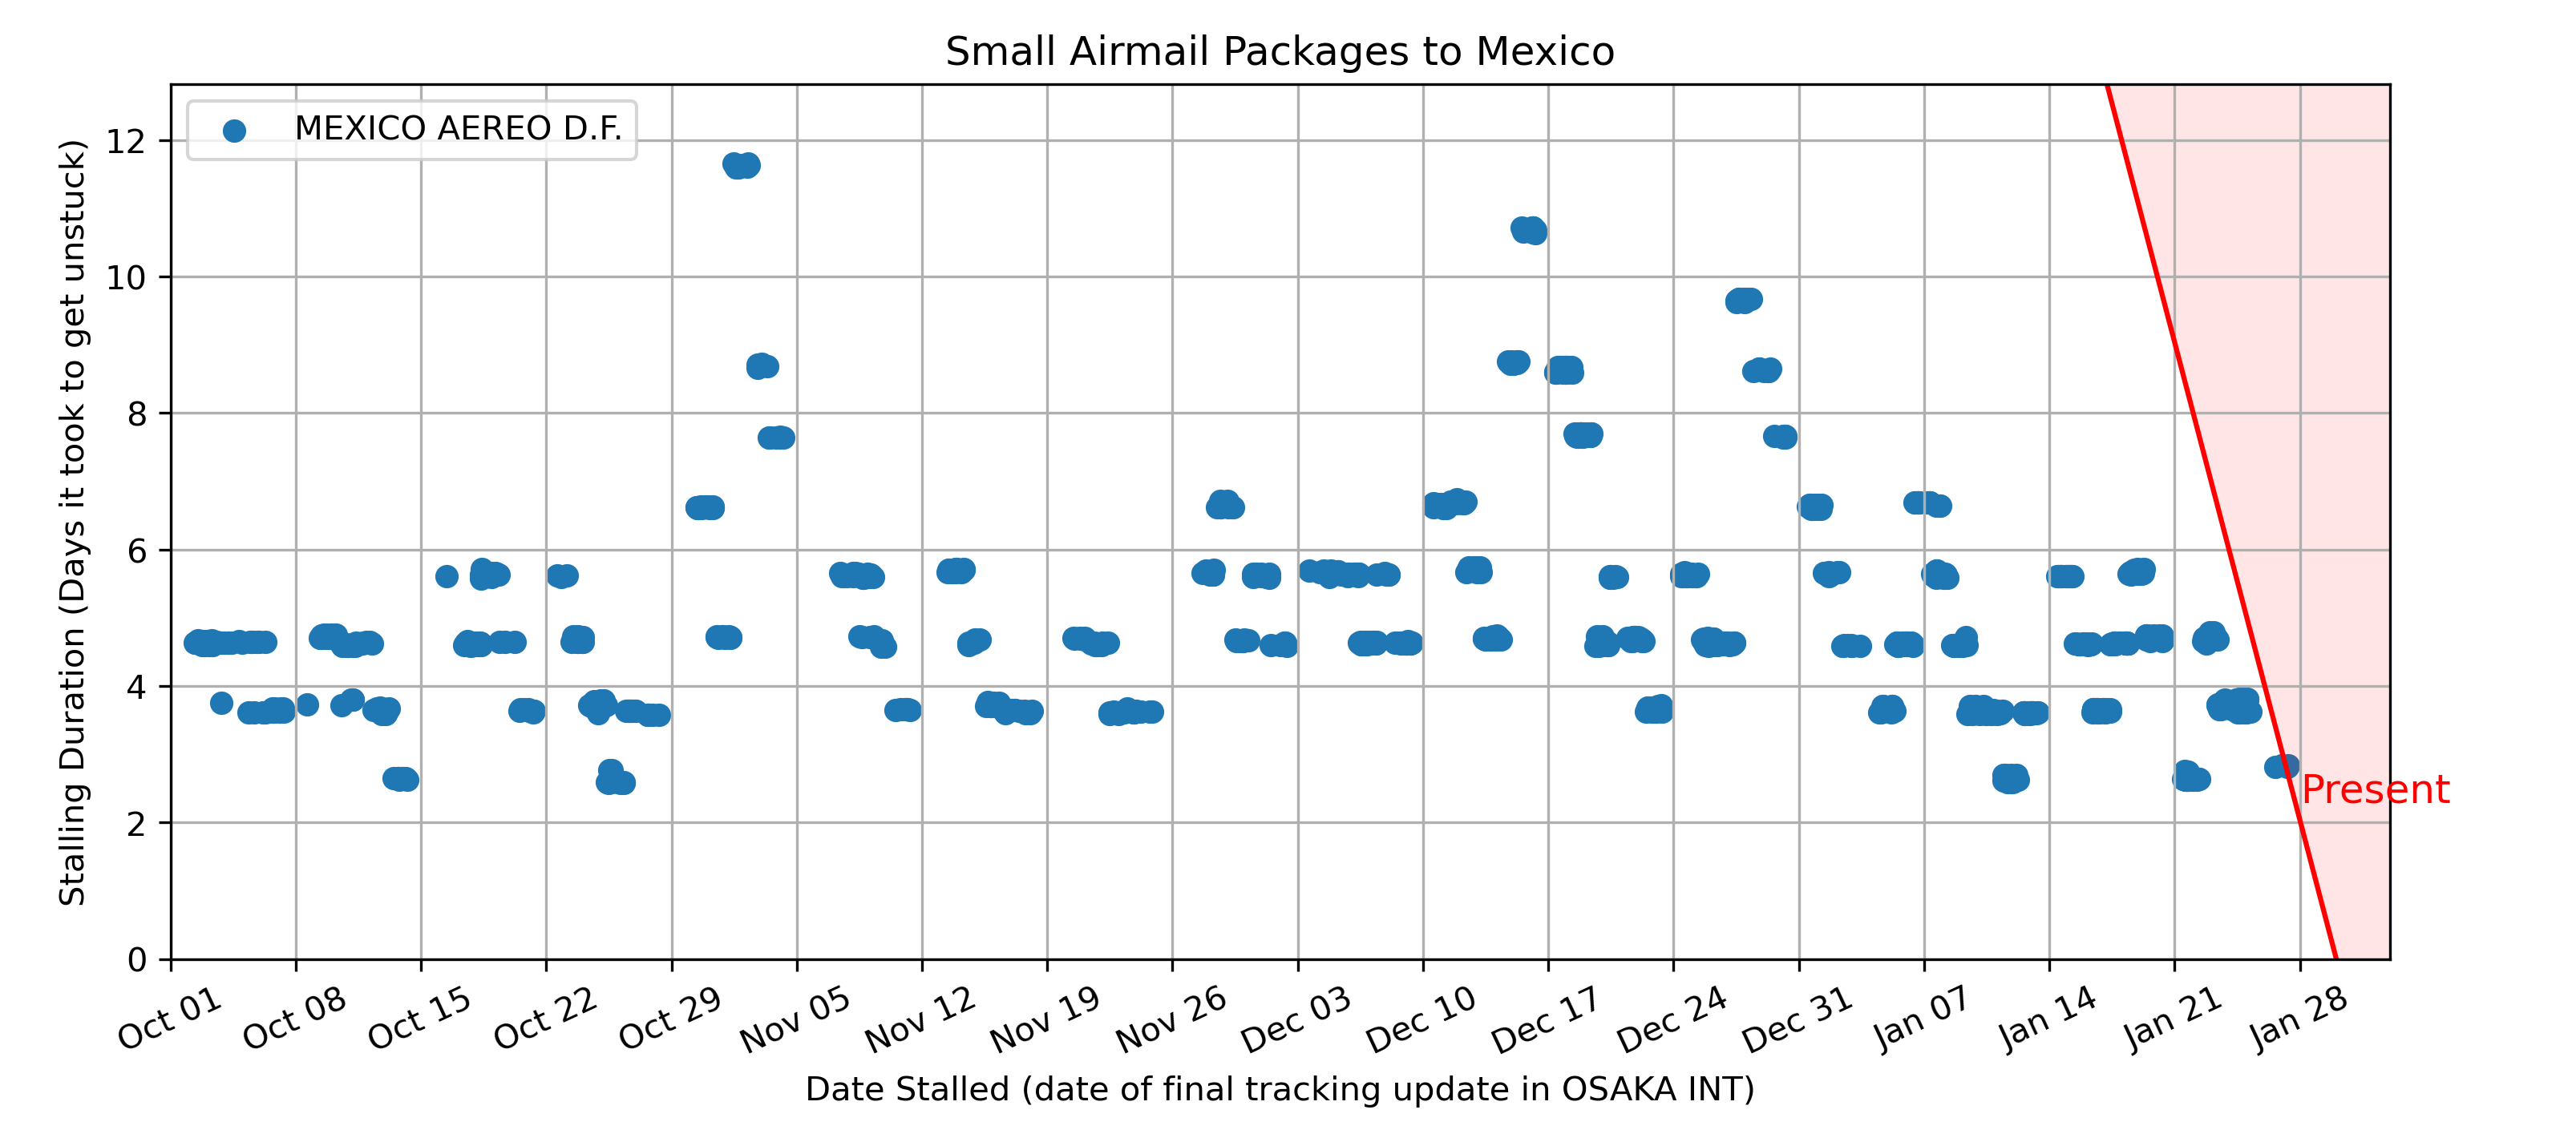 Small Airmail Packages to Mexico
MEXICO AEREO D.F.
Stalling Duration (Days it took to get unstuck)
12
10
8
6
4
2
0
Present
Oct 01
Oct 08
Oct 15
Oct 22
Oct 29
Nov 05
Nov 12
Nov 19
Nov 26
Dec 03
Dec 10
Dec 17
Dec 24
Dec 31
Jan 07
Jan 14
Jan 21
Jan 28
Date Stalled (date of final tracking update in OSAKA INT)